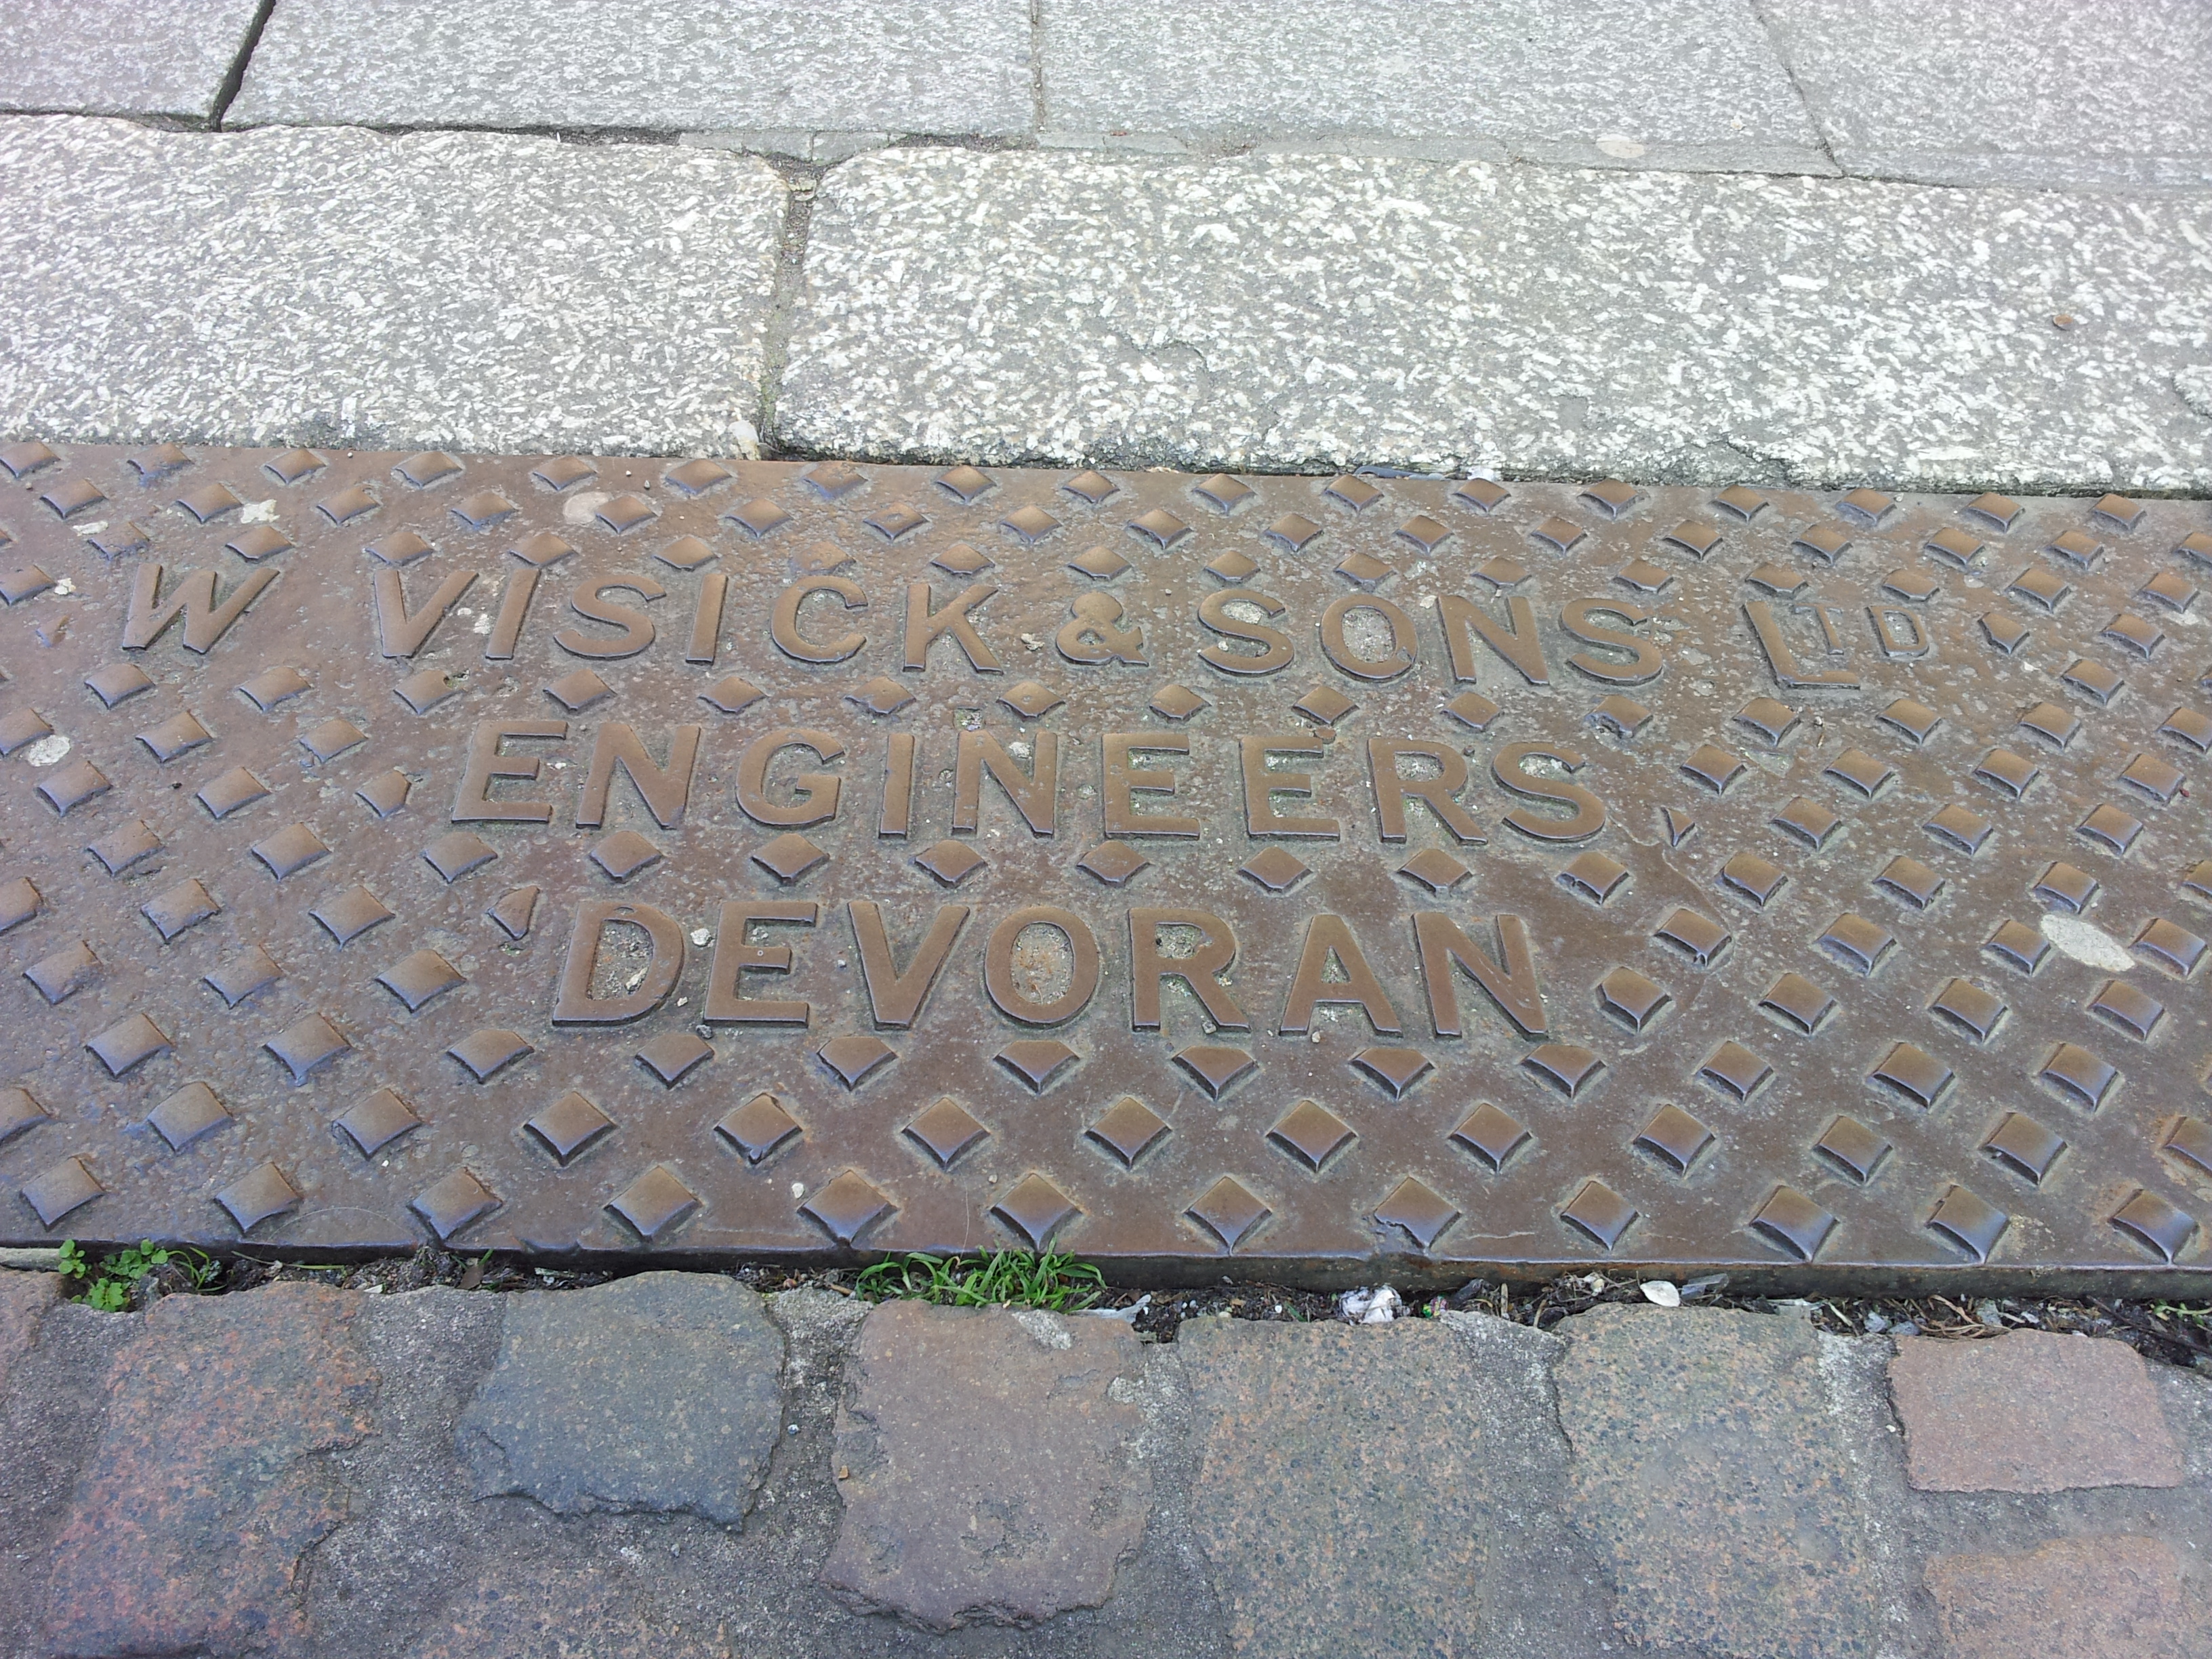 W VISICK & SONS LTD
ENGINEERS
DEVORAN